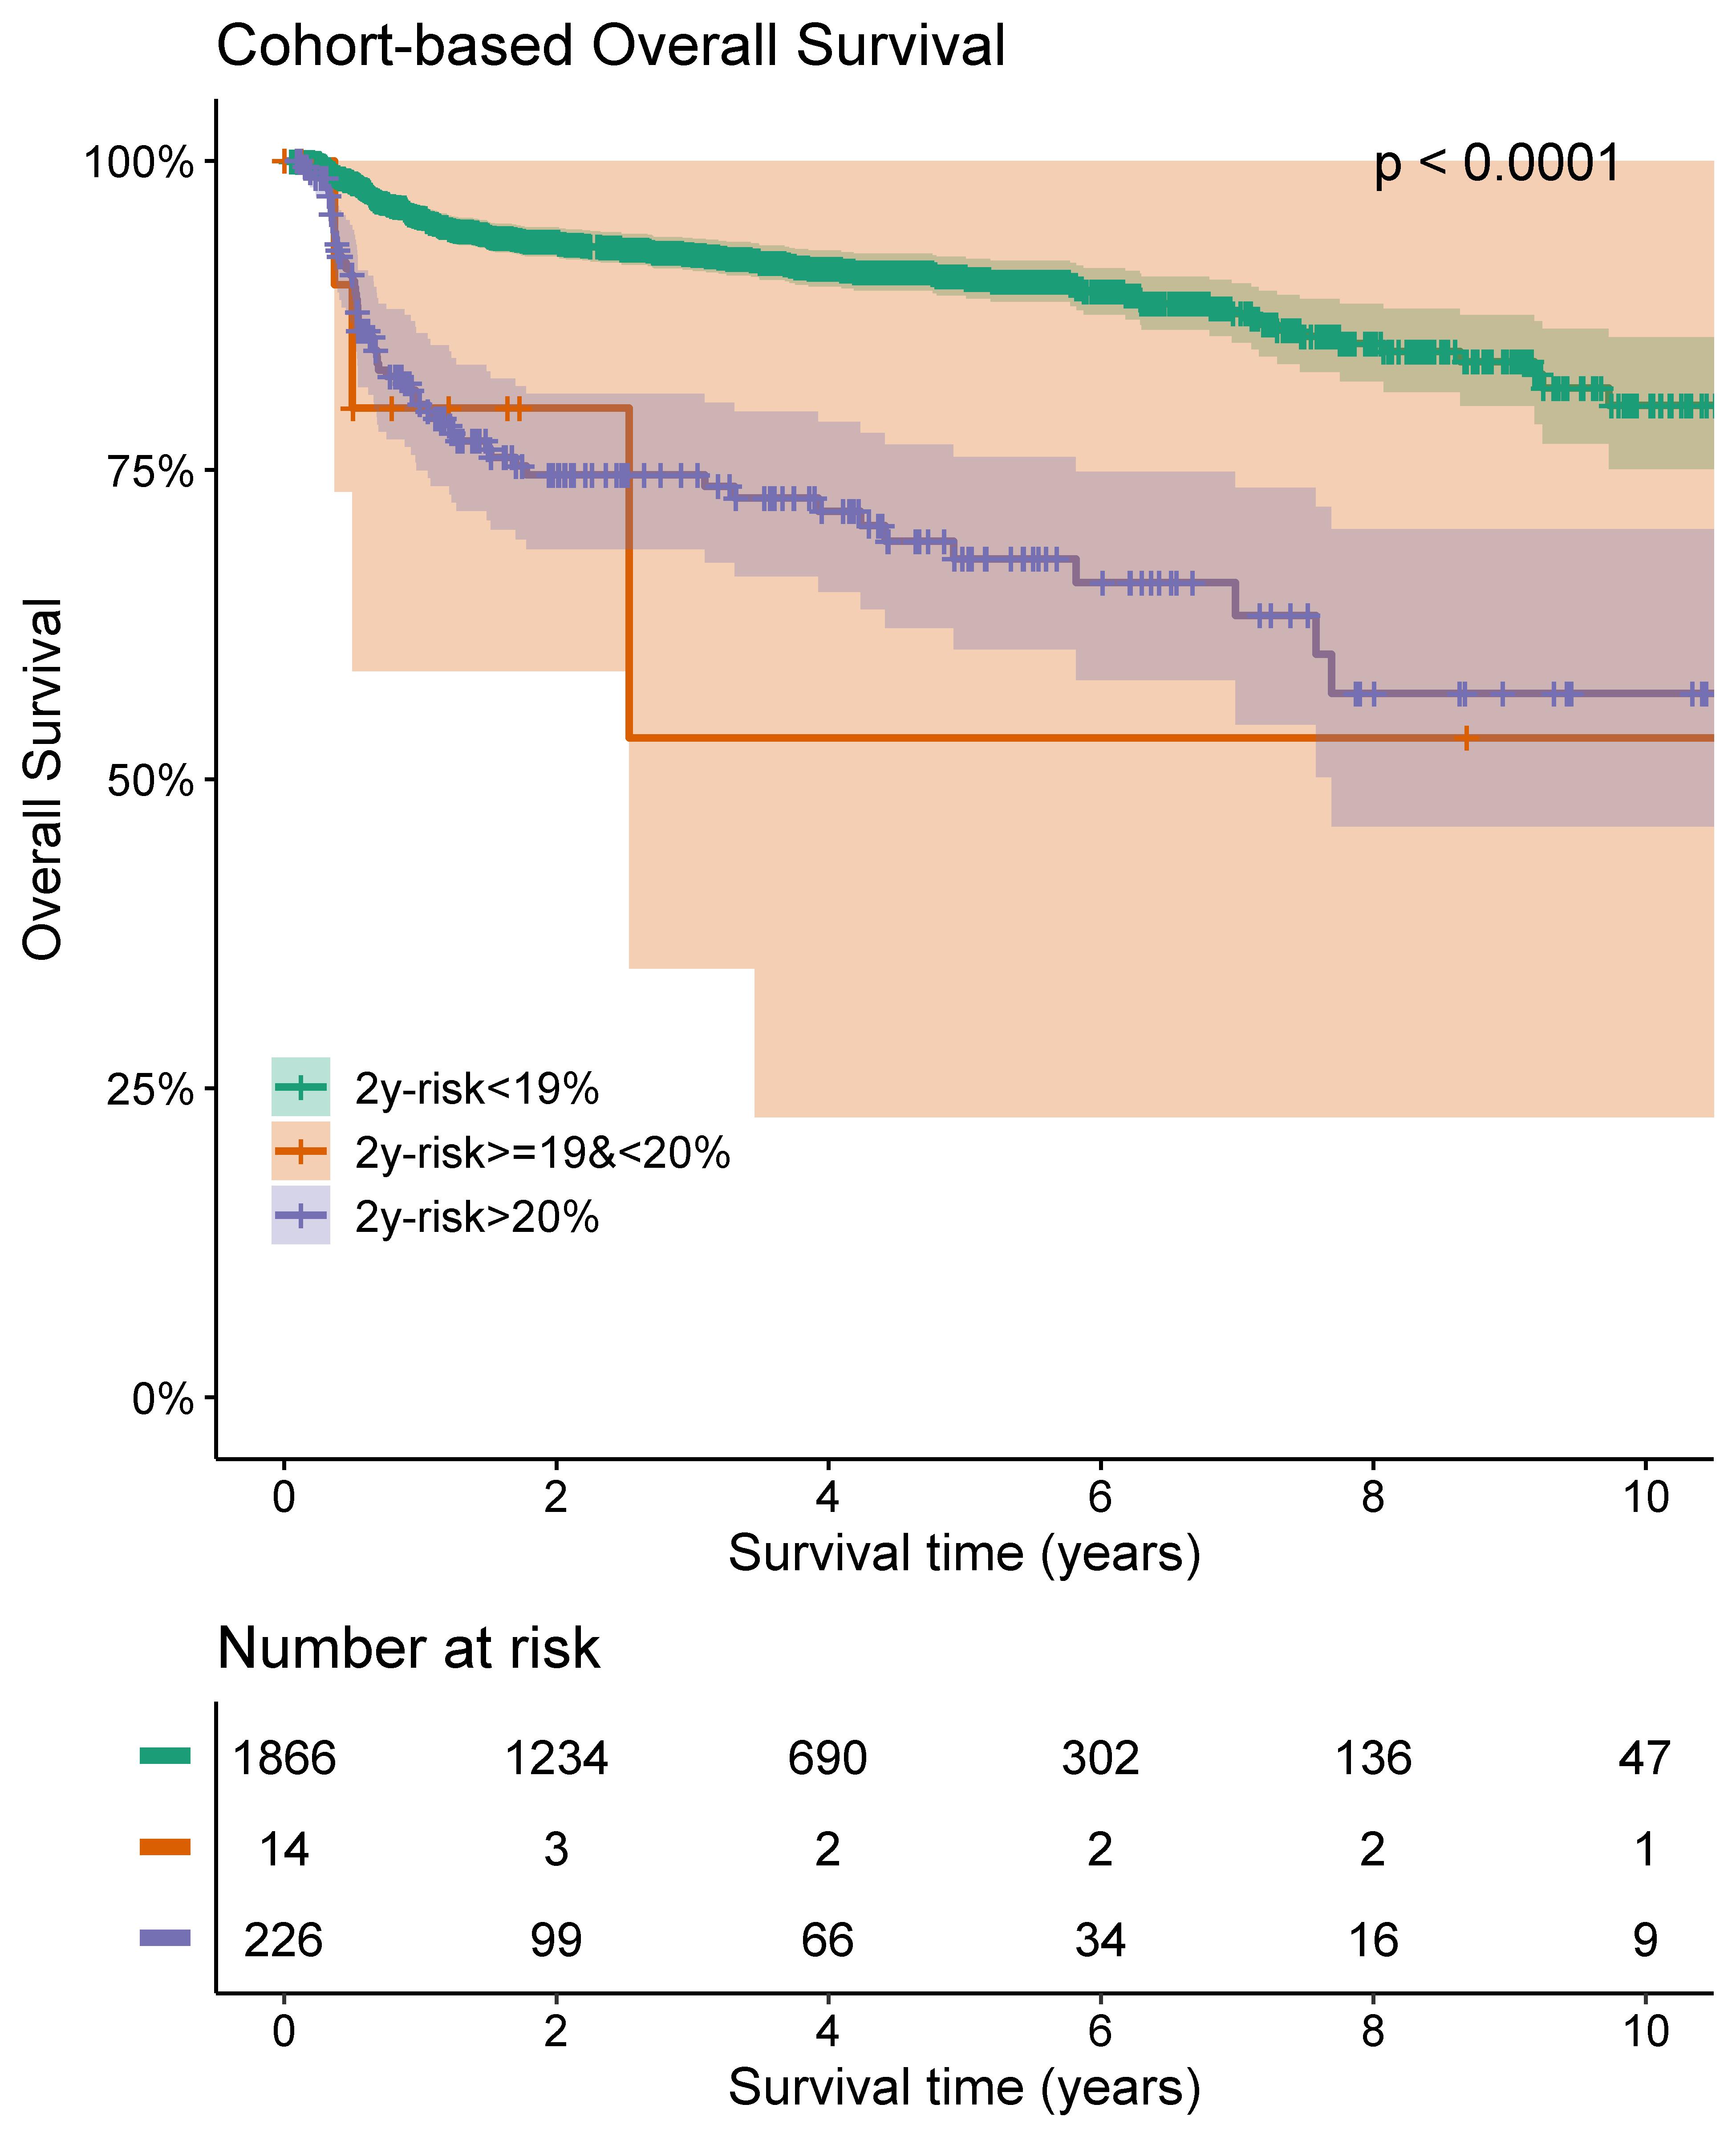 Cohort-based Overall Survival
p < 0.0001
100%
75%
50%
25%
0%
Overall Survival
2y-risk<19%
2y-risk>=19&<20%
2y-risk>20%
0 2 4 6 8 10
Survival time (years)
Number at risk
1866 1234 690 302 136 47
14 3 2 2 2 1
226 99 66 34 16 9
0 2 4 6 8 10
Survival time (years)